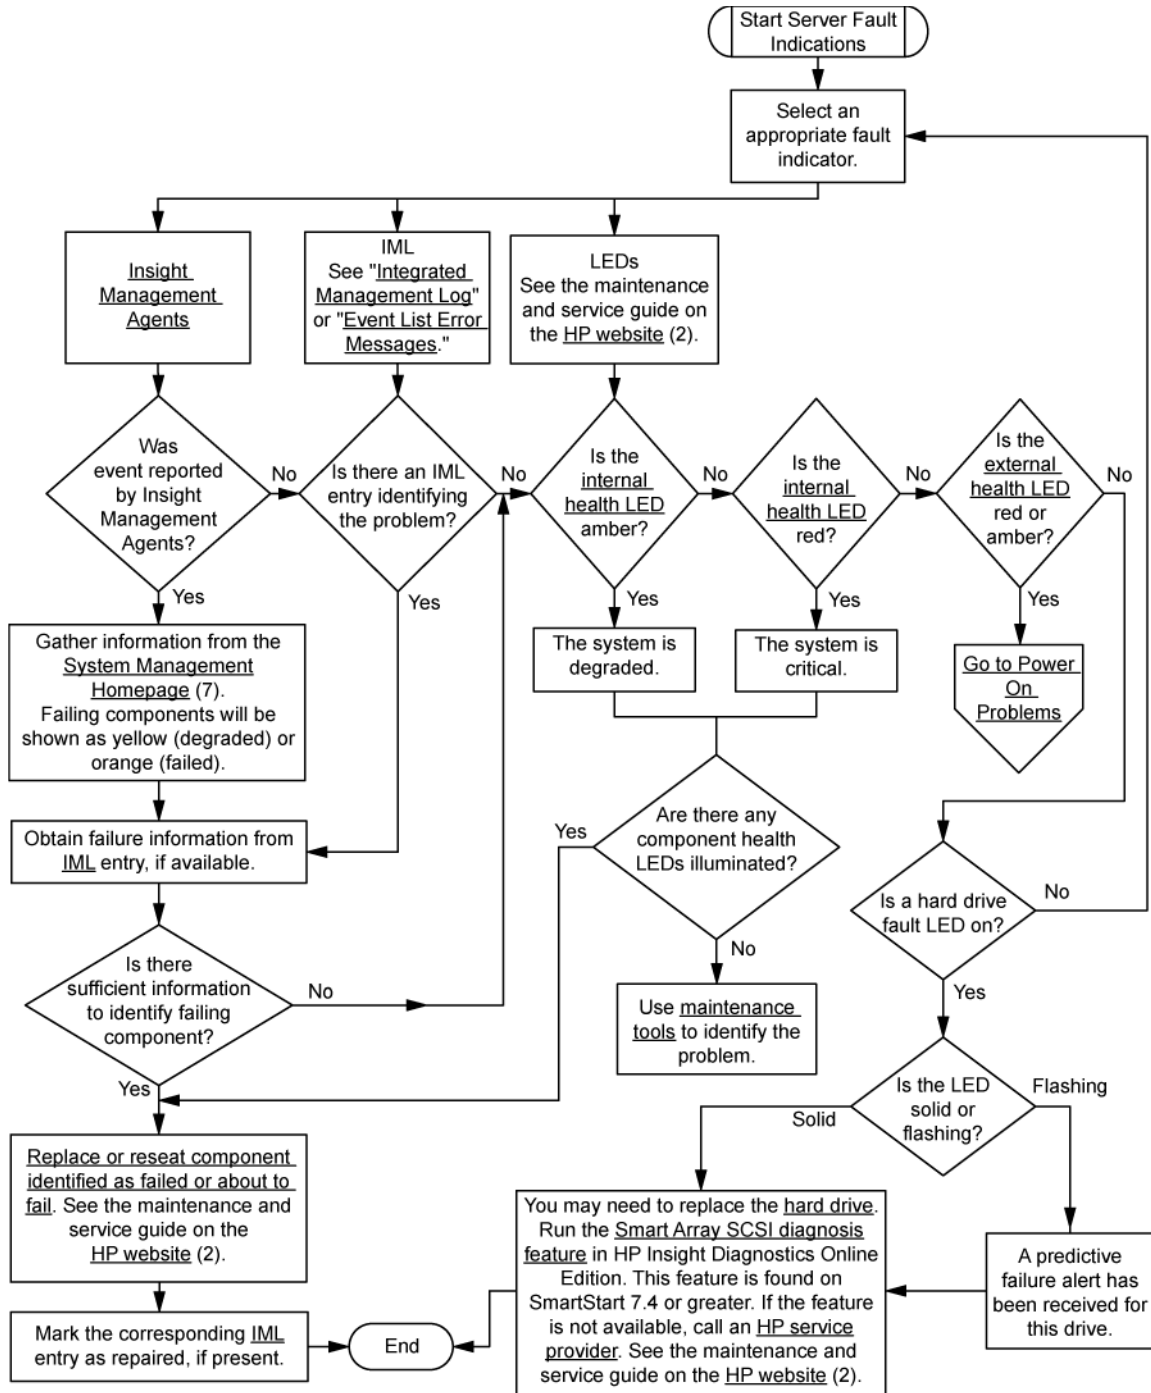 Start Server Fault
Indications
Select an
appropriate fault
indicator.
Insight
Management
Agents
IML
See "Integrated
Management Log"
or "Event List Error
Messages."
LEDs
See the maintenance
and service guide on
the HP website (2).
Was
event reported
by Insight
Management
Agents?
No
Yes
Is there an IML
entry identifying
the problem?
No
Yes
Is the
internal
health LED
amber?
No
Yes
Is the
internal
health LED
red?
No
Yes
Is the
external
health LED
red or
amber?
No
Yes
Gather information from the
System Management
Homepage (7).
Failing components will be
shown as yellow (degraded) or
orange (failed).
The system is
degraded.
The system is
critical.
Go to Power
On
Problems
Obtain failure information from
IML entry, if available.
Are there any
component health
LEDs illuminated?
Yes
No
Is a hard drive
fault LED on?
No
Yes
Is there
sufficient information
to identify failing
component?
No
Yes
Use maintenance
tools to identify the
problem.
Is the LED
solid or
flashing?
Solid
Flashing
Replace or reseat component
identified as failed or about to
fail. See the maintenance and
service guide on the
HP website (2).
You may need to replace the hard drive.
Run the Smart Array SCSI diagnosis
feature in HP Insight Diagnostics Online
Edition. This feature is found on
SmartStart 7.4 or greater. If the feature
is not available, call an HP service
provider. See the maintenance and
service guide on the HP website (2).
A predictive
failure alert has
been received for
this drive.
Mark the corresponding IML
entry as repaired, if present.
End